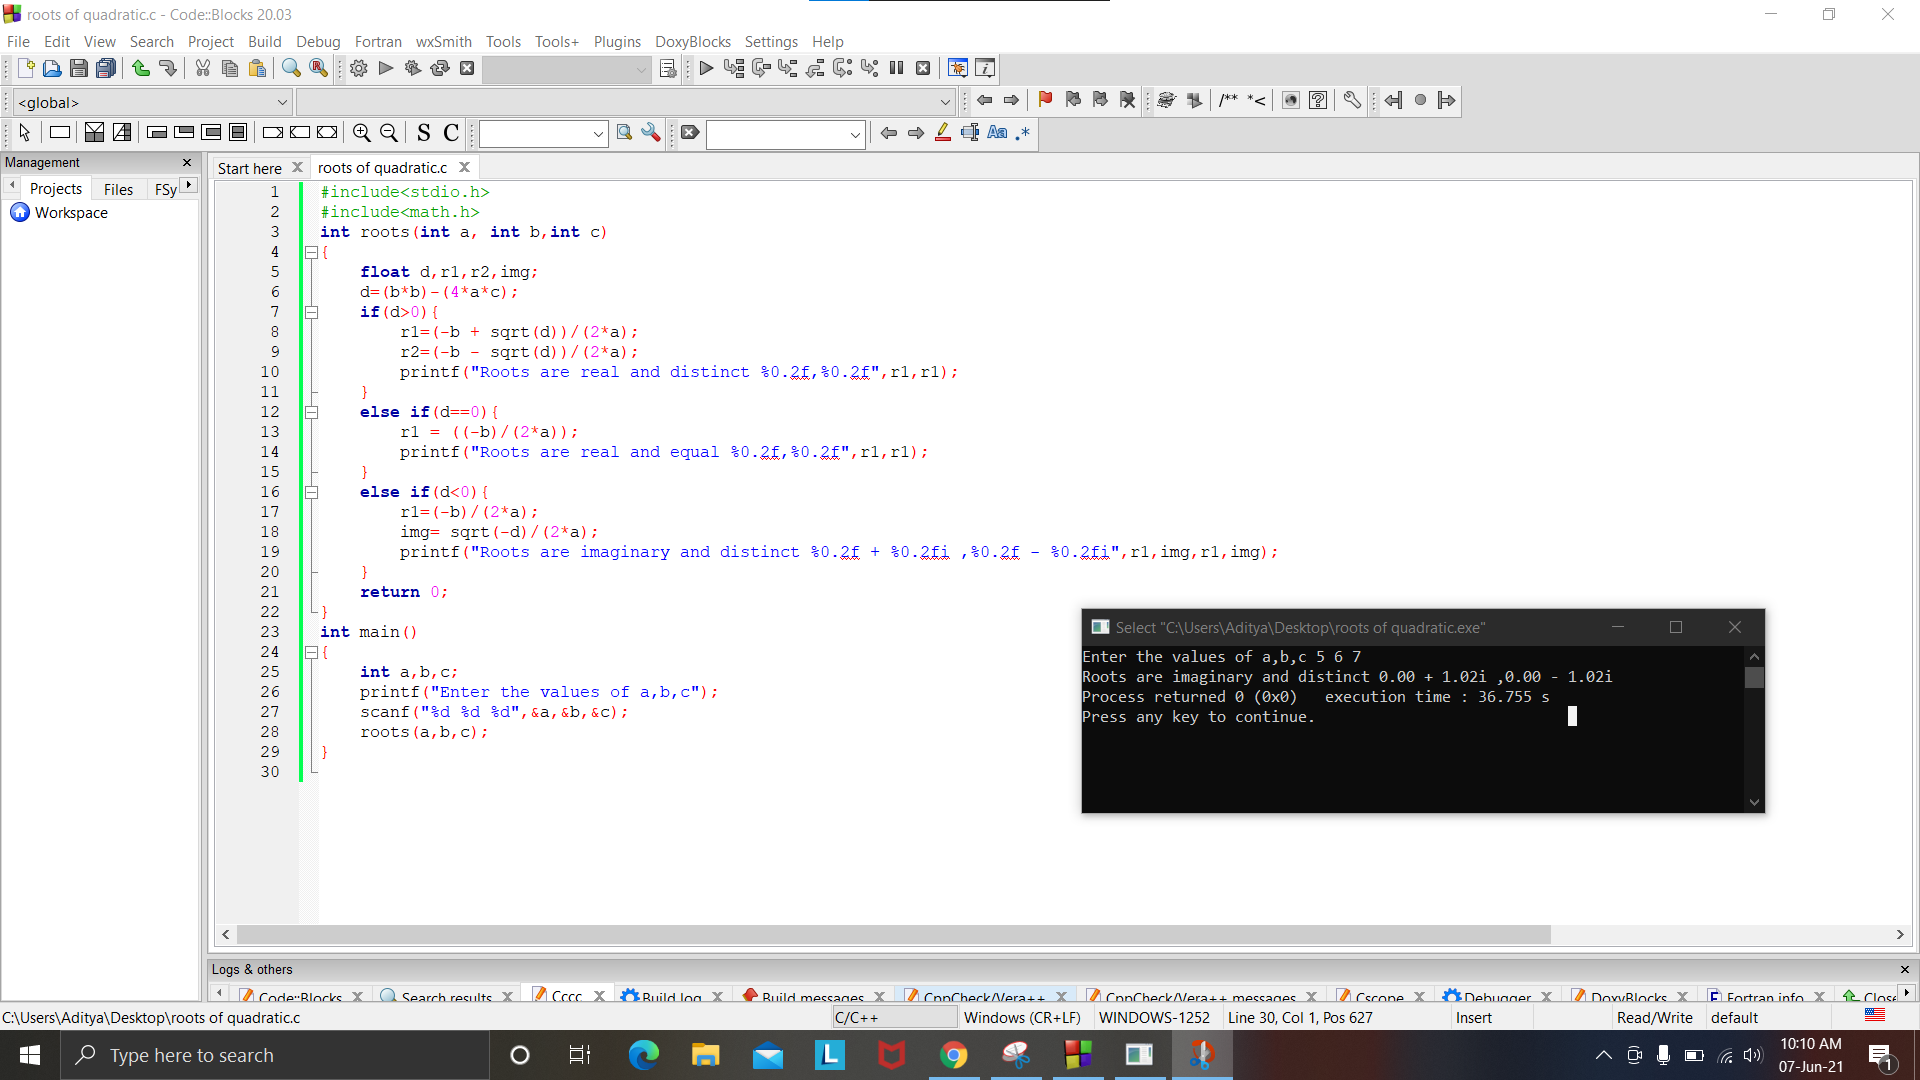 roots of quadratic.c - Code::Blocks 20.03
File Edit View Search Project Build Debug Fortran wxSmith Tools Tools+ Plugins DoxyBlocks Settings Help
<global>
/** *<
S C
Aa .*
Management
Projects Files FSy
Workspace
Start here roots of quadratic.c
1 #include<stdio.h>
2 #include<math.h>
3 int roots(int a, int b,int c)
4 {
5 float d,r1,r2,img;
6 d=(b*b)-(4*a*c);
7 if(d>0){
8 r1=(-b + sqrt(d))/(2*a);
9 r2=(-b - sqrt(d))/(2*a);
10 printf("Roots are real and distinct %0.2f,%0.2f",r1,r1);
11 }
12 else if(d==0){
13 r1 = ((-b)/(2*a));
14 printf("Roots are real and equal %0.2f,%0.2f",r1,r1);
15 }
16 else if(d<0){
17 r1=(-b)/(2*a);
18 img= sqrt(-d)/(2*a);
19 printf("Roots are imaginary and distinct %0.2f + %0.2fi ,%0.2f - %0.2fi",r1,img,r1,img);
20 }
21 return 0;
22 }
23 int main()
24 {
25 int a,b,c;
26 printf("Enter the values of a,b,c");
27 scanf("%d %d %d",&a,&b,&c);
28 roots(a,b,c);
29 }
30
Select "C:\Users\Aditya\Desktop\roots of quadratic.exe"
Enter the values of a,b,c 5 6 7
Roots are imaginary and distinct 0.00 + 1.02i ,0.00 - 1.02i
Process returned 0 (0x0) execution time : 36.755 s
Press any key to continue.
Logs & others
Code::Blocks Search results Cccc Build log Build messages CppCheck/Vera++ CppCheck/Vera++ messages Cscope Debugger DoxyBlocks Fortran info Close
C:\Users\Aditya\Desktop\roots of quadratic.c C/C++ Windows (CR+LF) WINDOWS-1252 Line 30, Col 1, Pos 627 Insert Read/Write default
Type here to search
L
10:10 AM
07-Jun-21
1